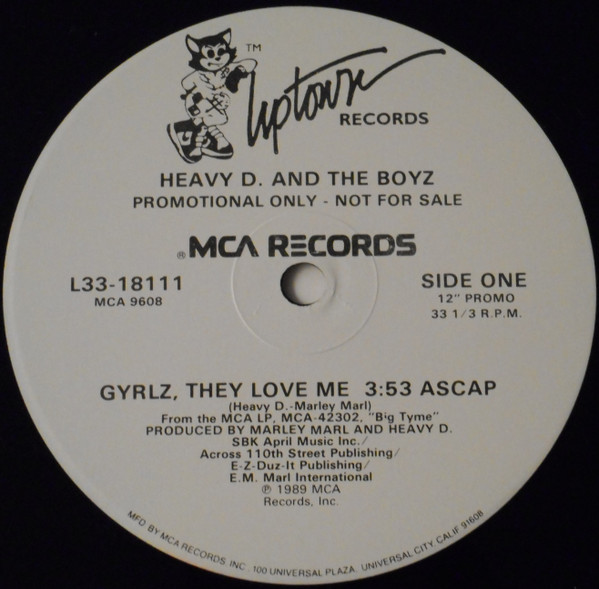 ™
Uptown
RECORDS
HEAVY D. AND THE BOYZ
PROMOTIONAL ONLY - NOT FOR SALE
® MCA RECORDS
L33-18111
MCA 9608
SIDE ONE
12" PROMO
33 1/3 R.P.M.
GYRLZ, THEY LOVE ME 3:53 ASCAP
(Heavy D.-Marley Marl)
From the MCA LP, MCA-42302, "Big Tyme"
PRODUCED BY MARLEY MARL AND HEAVY D.
SBK April Music Inc./
Across 110th Street Publishing/
E-Z-Duz-It Publishing/
E.M. Marl International
℗ 1989 MCA
Records, Inc.
MFD. BY MCA RECORDS, INC., 100 UNIVERSAL PLAZA, UNIVERSAL CITY, CALIF 91608